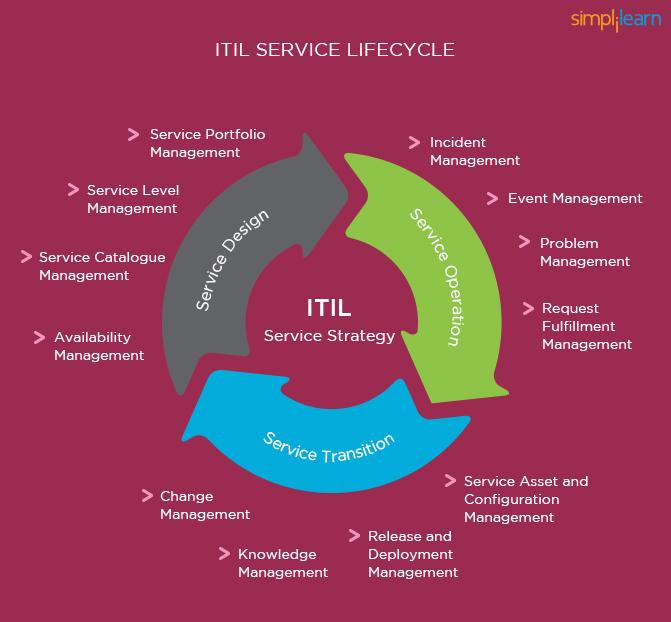 simplilearn
ITIL SERVICE LIFECYCLE
Service Portfolio
Management
Service Level
Management
Service Catalogue
Management
Availability
Management
Service Design
Incident
Management
Event Management
Problem
Management
Request
Fulfillment
Management
Service Operation
ITIL
Service Strategy
Service Transition
Change
Management
Knowledge
Management
Release and
Deployment
Management
Service Asset and
Configuration
Management